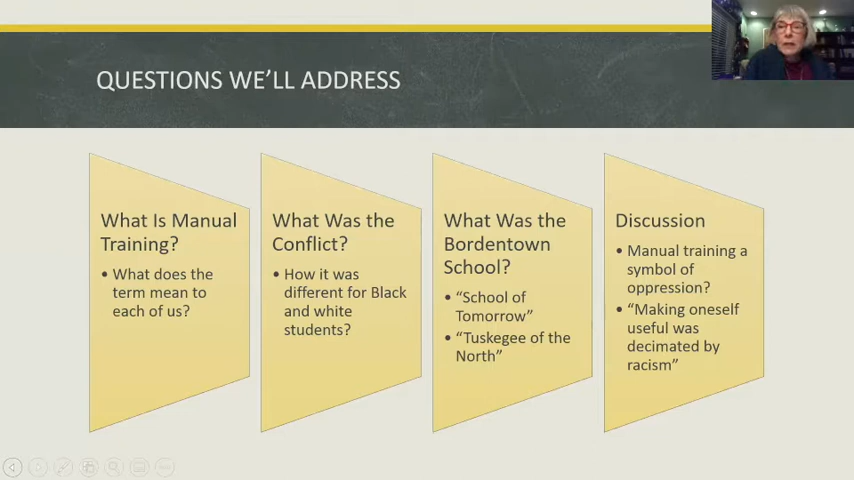 QUESTIONS WE’LL ADDRESS
What Is Manual
Training?
• What does the
term mean to
each of us?
What Was the
Conflict?
• How it was
different for Black
and white
students?
What Was the
Bordentown
School?
• “School of
Tomorrow”
• “Tuskegee of the
North”
Discussion
• Manual training a
symbol of
oppression?
• “Making oneself
useful was
decimated by
racism”